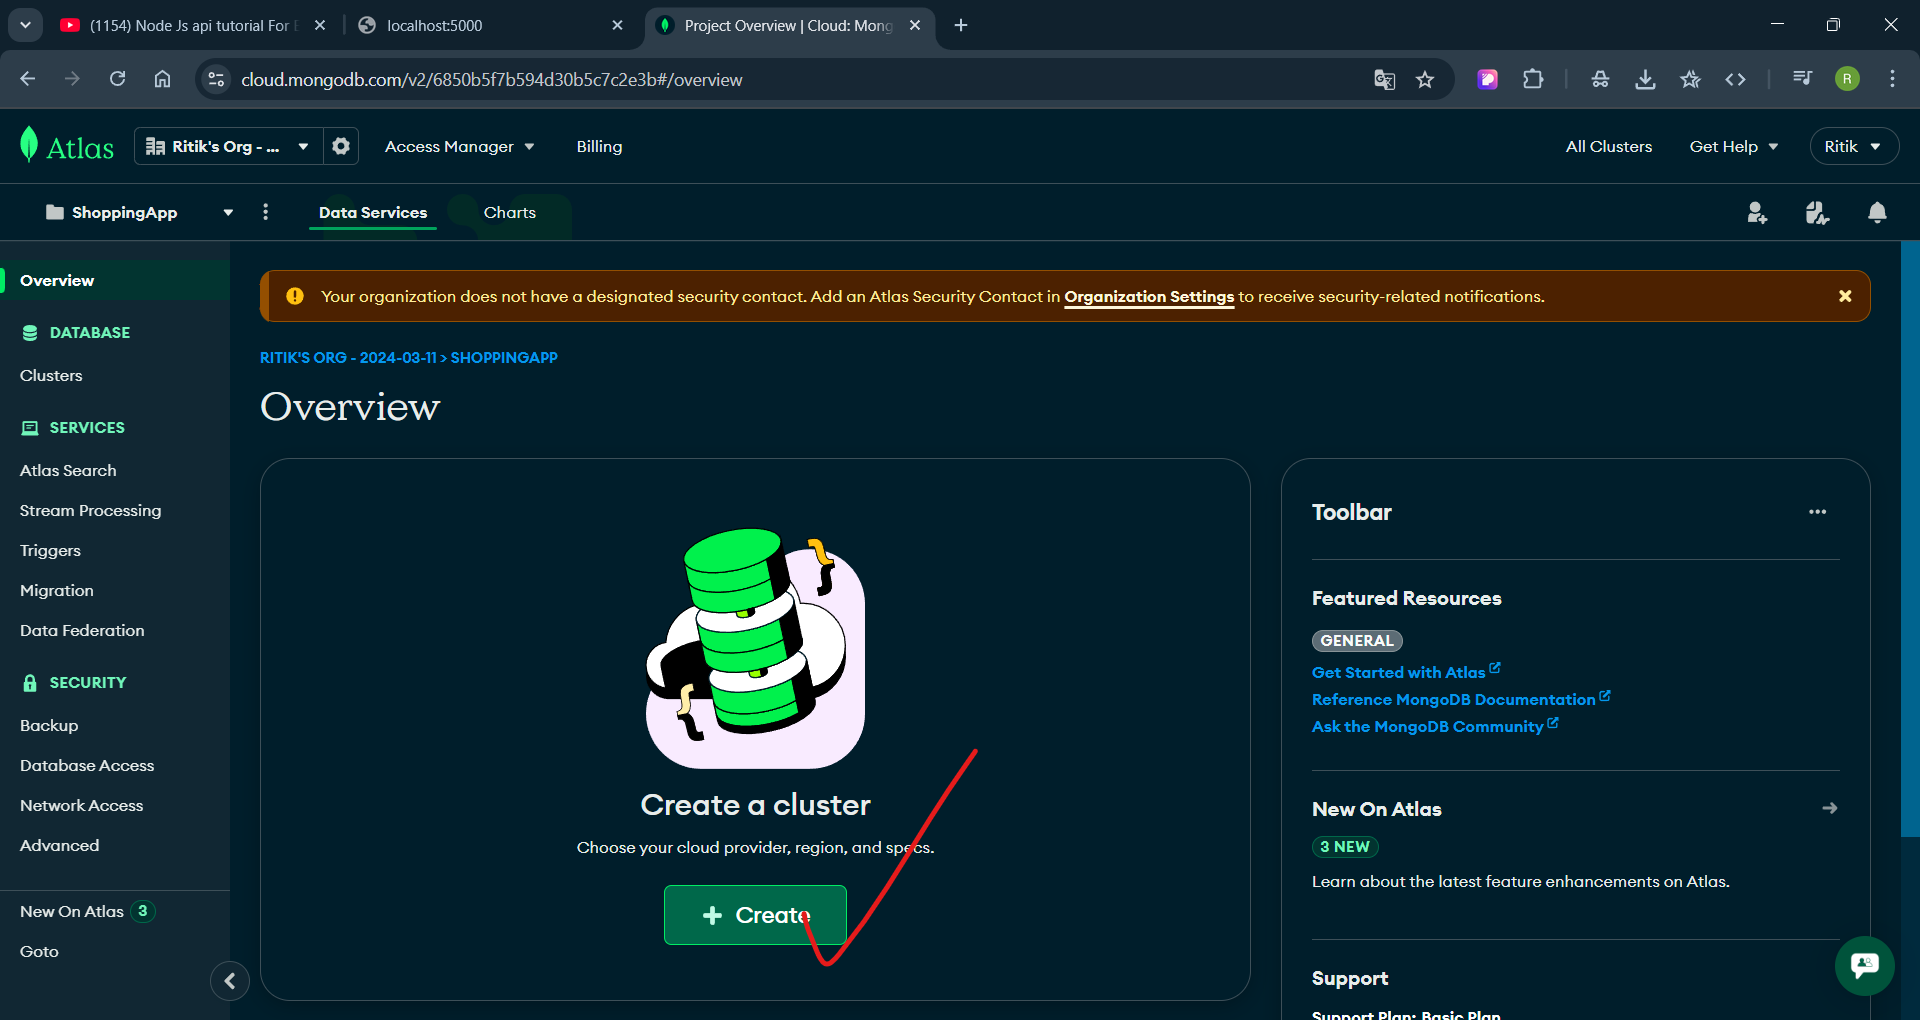 (1154) Node Js api tutorial For
localhost:5000
Project Overview | Cloud: Mong
cloud.mongodb.com/v2/6850b5f7b594d30b5c7c2e3b#/overview
R
Atlas
Ritik's Org - ...
Access Manager
Billing
All Clusters
Get Help
Ritik
ShoppingApp
Data Services
Charts
Overview
DATABASE
Clusters
SERVICES
Atlas Search
Stream Processing
Triggers
Migration
Data Federation
SECURITY
Backup
Database Access
Network Access
Advanced
New On Atlas 3
Goto
Your organization does not have a designated security contact. Add an Atlas Security Contact in Organization Settings to receive security-related notifications.
RITIK'S ORG - 2024-03-11 > SHOPPINGAPP
Overview
Create a cluster
Choose your cloud provider, region, and specs.
+ Create
Toolbar
Featured Resources
GENERAL
Get Started with Atlas
Reference MongoDB Documentation
Ask the MongoDB Community
New On Atlas
3 NEW
Learn about the latest feature enhancements on Atlas.
Support
Support Plan: Basic Plan